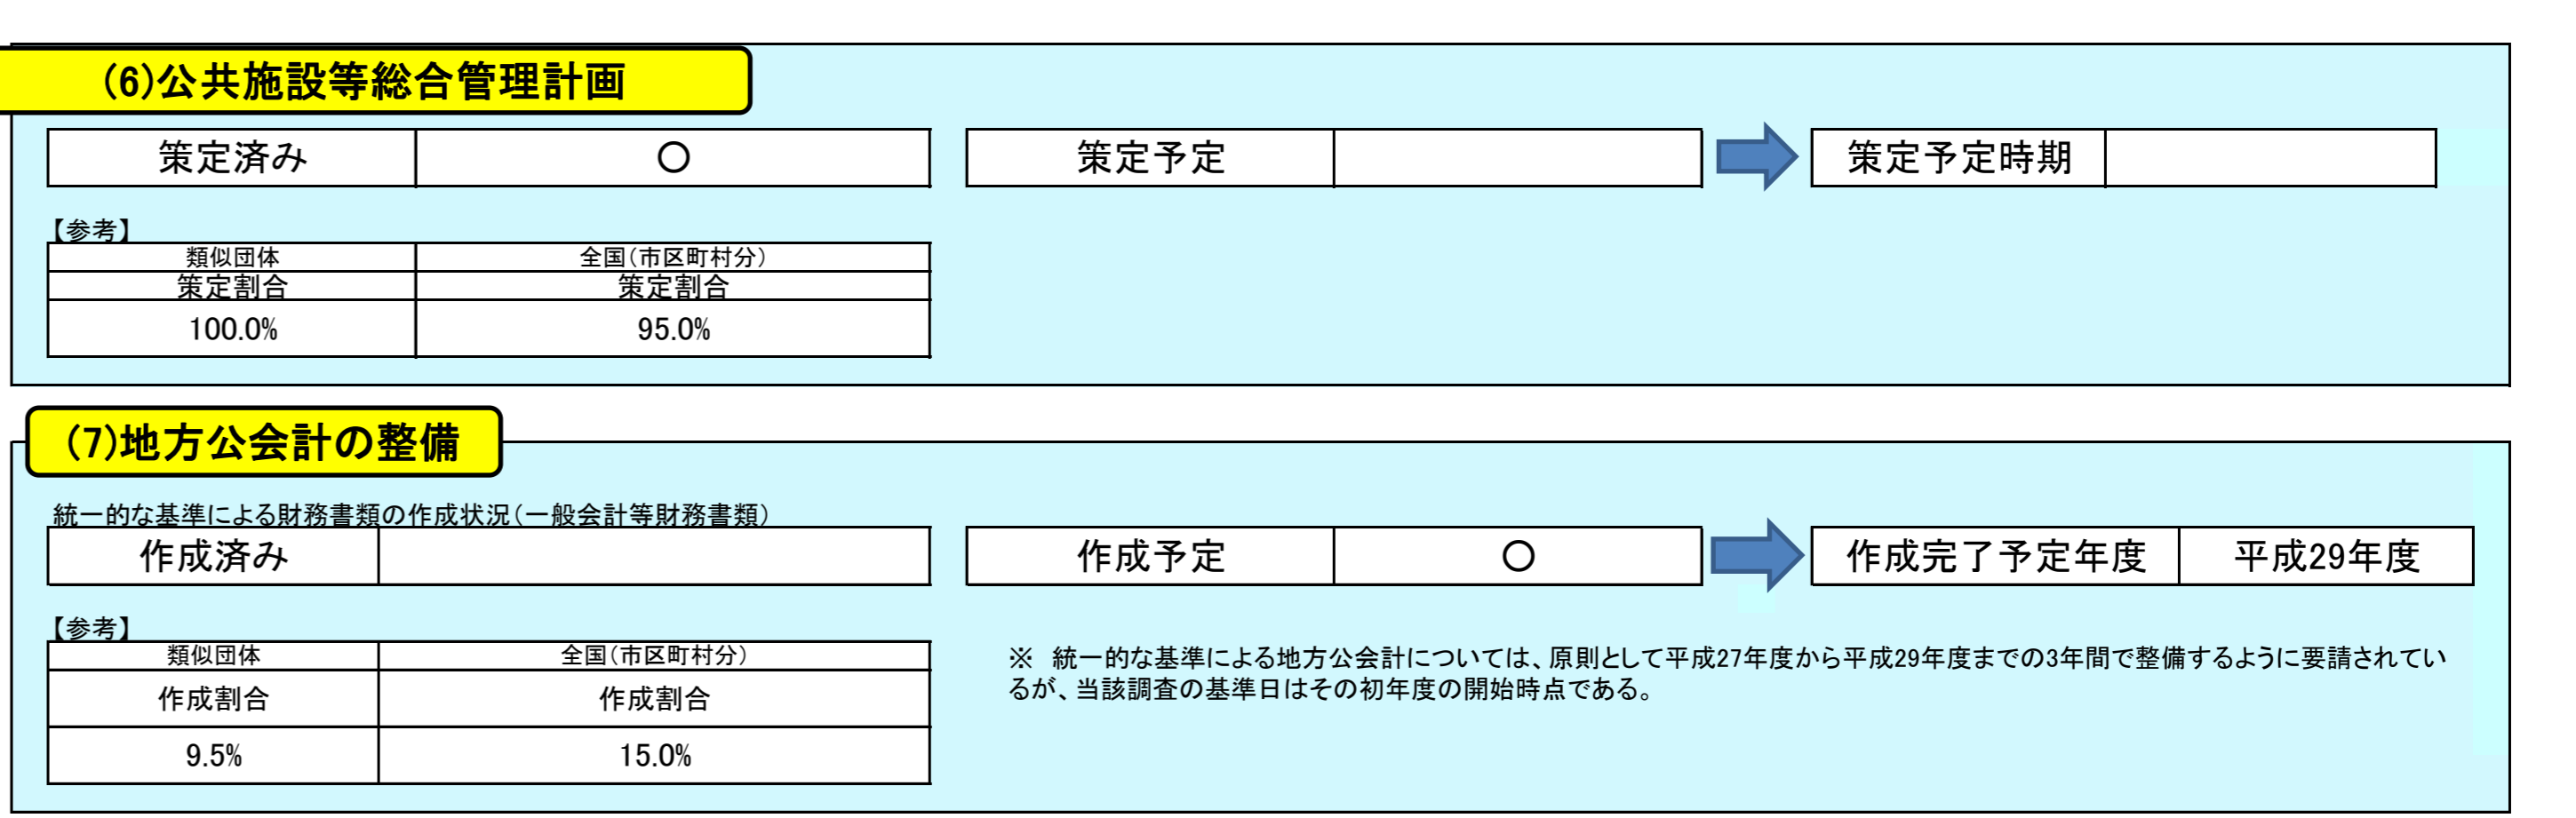 (6)公共施設等総合管理計画
策定済み 〇 策定予定 策定予定時期
【参考】
類似団体 全国(市区町村分)
策定割合 策定割合
100.0% 95.0%
(7)地方公会計の整備
統一的な基準による財務書類の作成状況(一般会計等財務書類)
作成済み 作成予定 〇 作成完了予定年度 平成29年度
【参考】
類似団体 全国(市区町村分)
作成割合 作成割合
9.5% 15.0%
※ 統一的な基準による地方公会計については、原則として平成27年度から平成29年度までの3年間で整備するように要請されてい
るが、当該調査の基準日はその初年度の開始時点である。